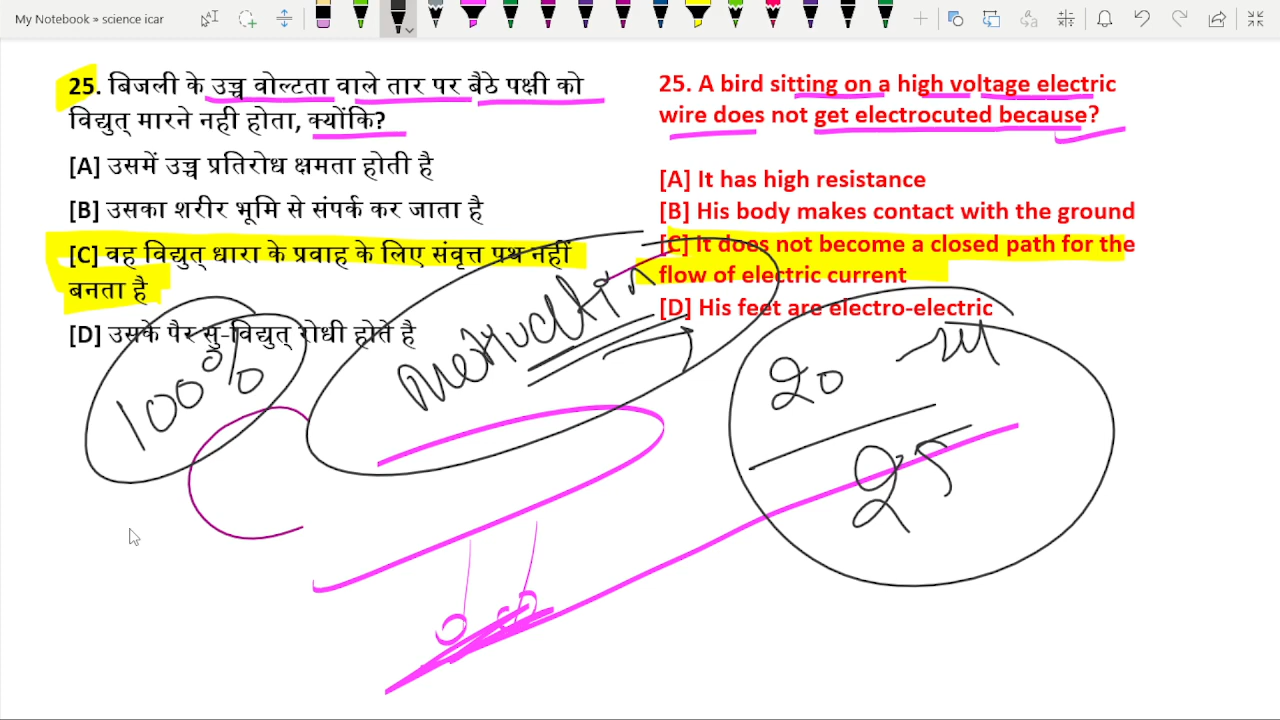 My Notebook » science icar
25. बिजली के उच्च वोल्टता वाले तार पर बैठे पक्षी को
विद्युत् मारने नही होता, क्योंकि?
[A] उसमें उच्च प्रतिरोध क्षमता होती है
[B] उसका शरीर भूमि से संपर्क कर जाता है
[C] वह विद्युत् धारा के प्रवाह के लिए संवृत्त पथ नहीं
बनता है
[D] उसके पैर सु-विद्युत् रोधी होते है
25. A bird sitting on a high voltage electric
wire does not get electrocuted because?
[A] It has high resistance
[B] His body makes contact with the ground
[C] It does not become a closed path for the
flow of electric current
[D] His feet are electro-electric
100%
20
25